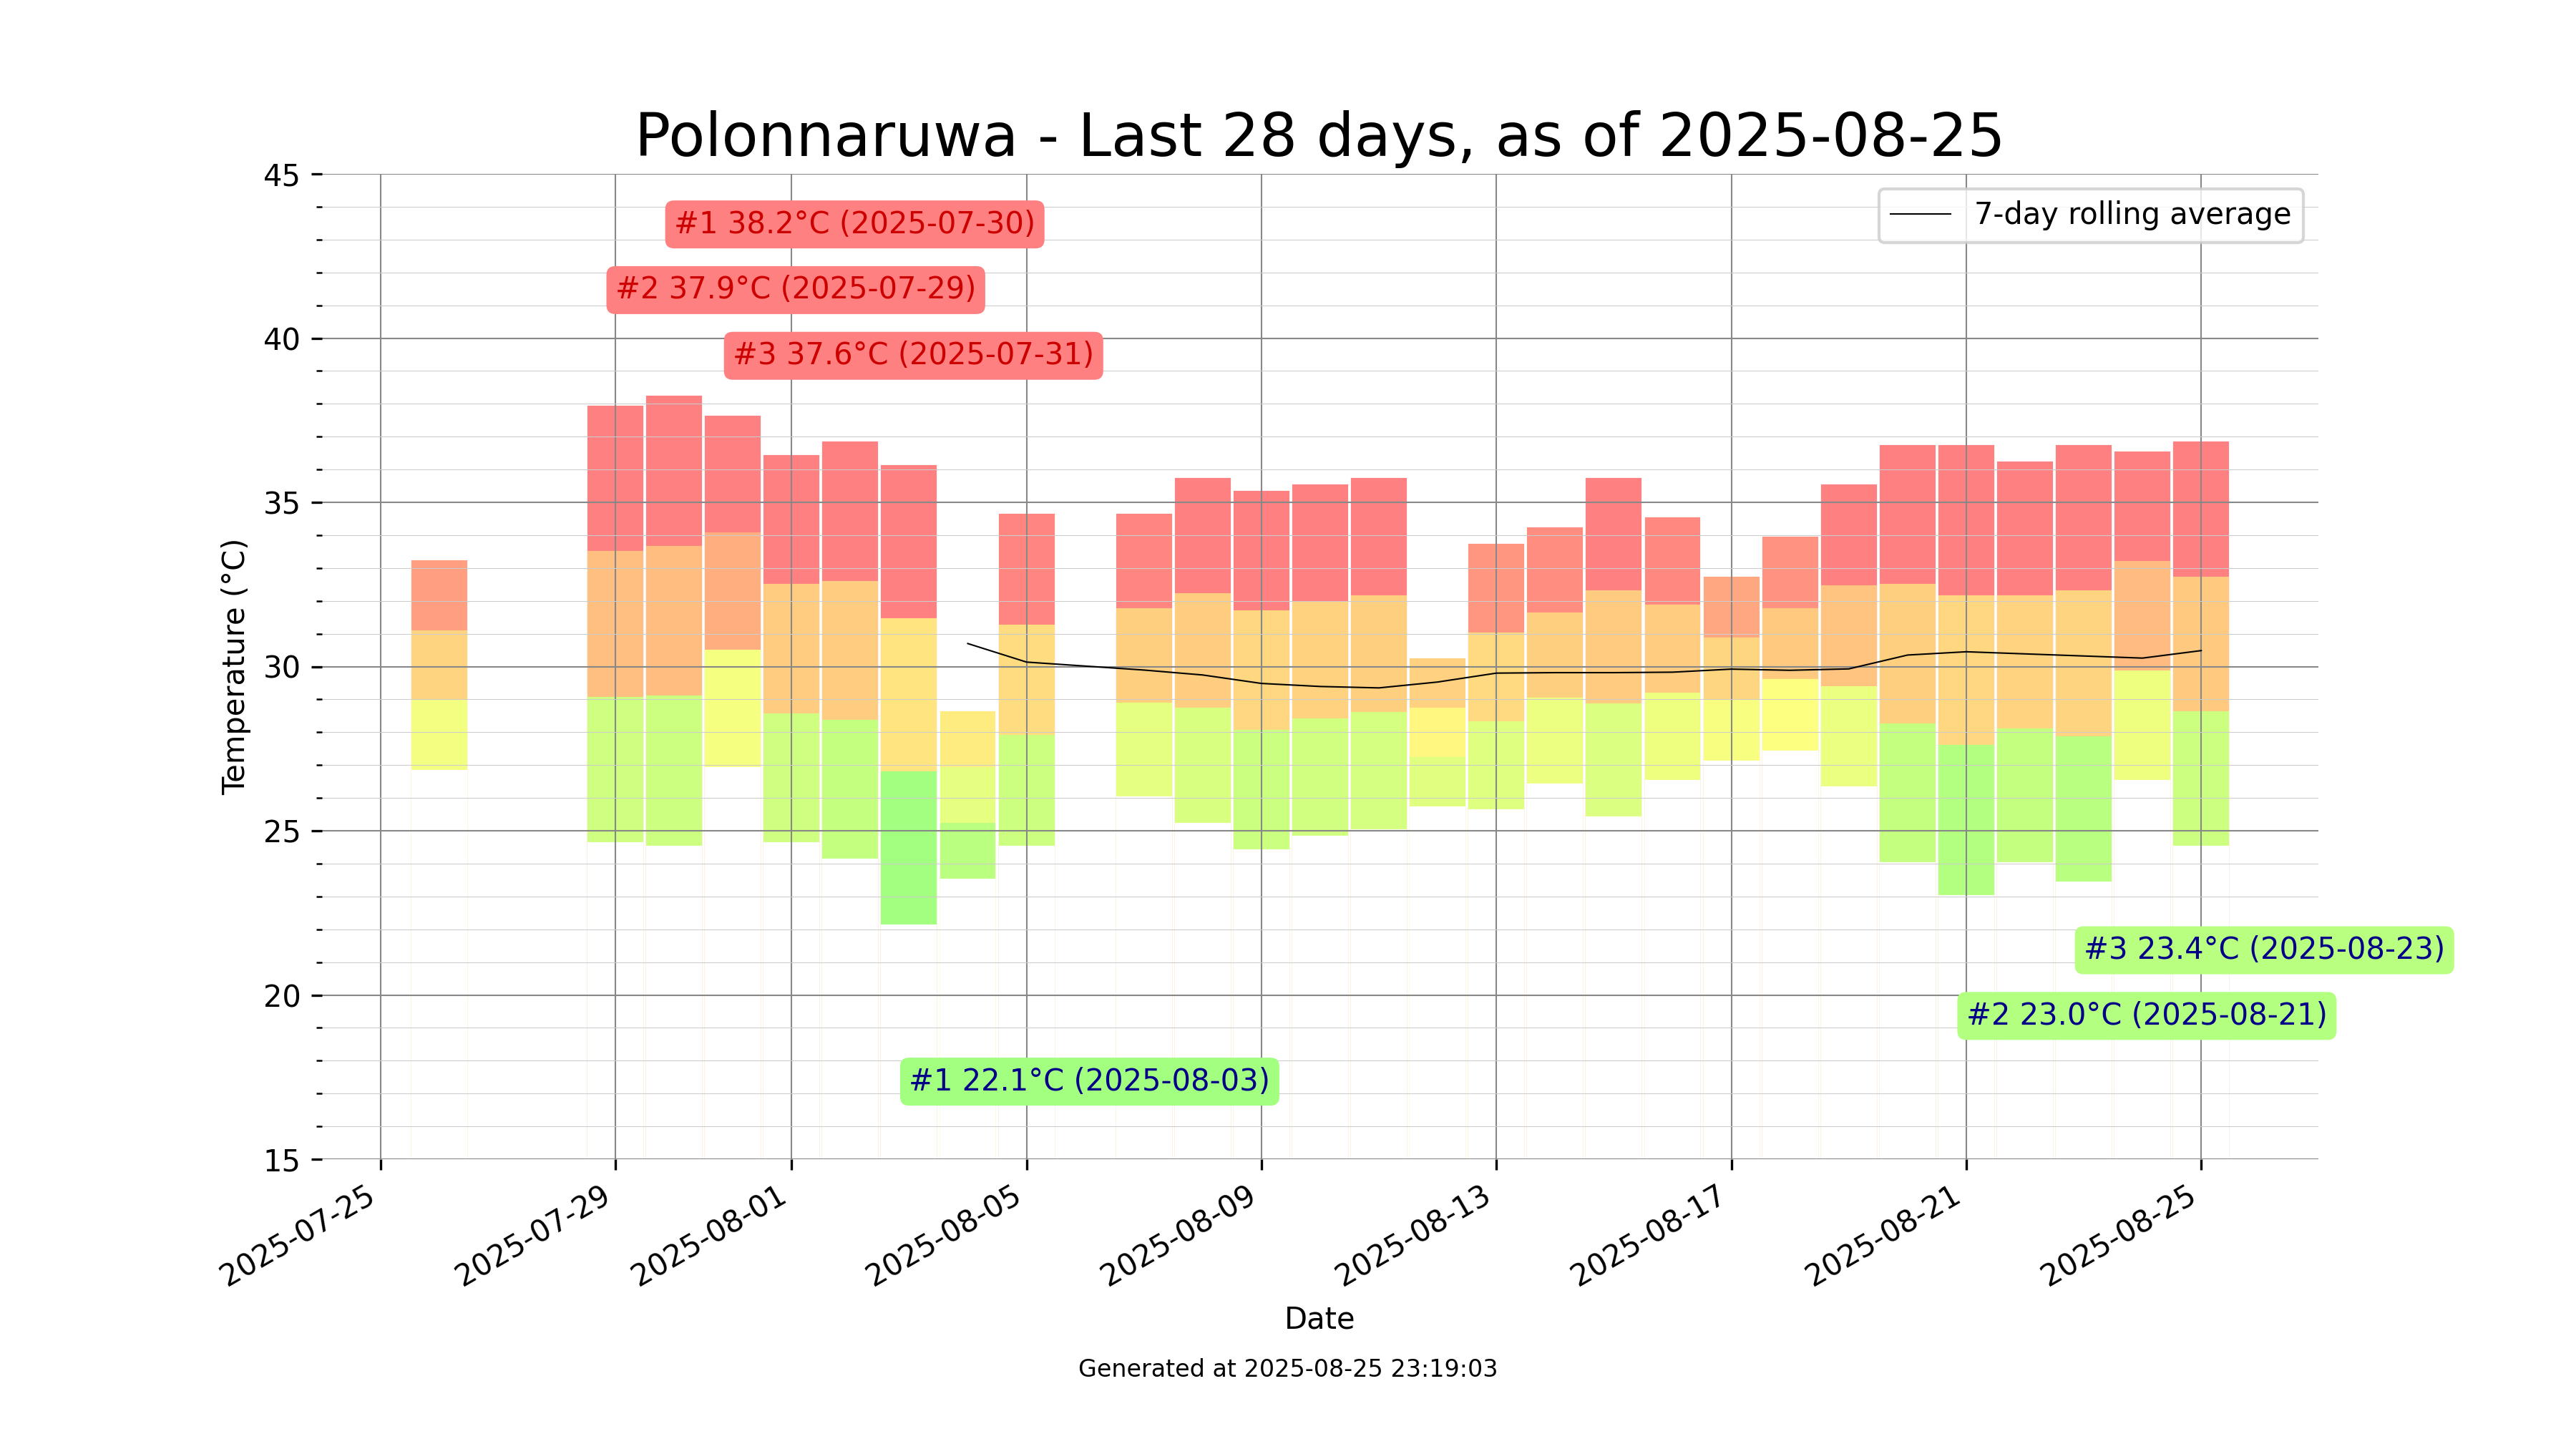 Polonnaruwa - Last 28 days, as of 2025-08-25
7-day rolling average
#1 38.2°C (2025-07-30)
#2 37.9°C (2025-07-29)
#3 37.6°C (2025-07-31)
#3 23.4°C (2025-08-23)
#2 23.0°C (2025-08-21)
#1 22.1°C (2025-08-03)
Temperature (°C)
45
40
35
30
25
20
15
2025-07-25
2025-07-29
2025-08-01
2025-08-05
2025-08-09
2025-08-13
2025-08-17
2025-08-21
2025-08-25
Date
Generated at 2025-08-25 23:19:03